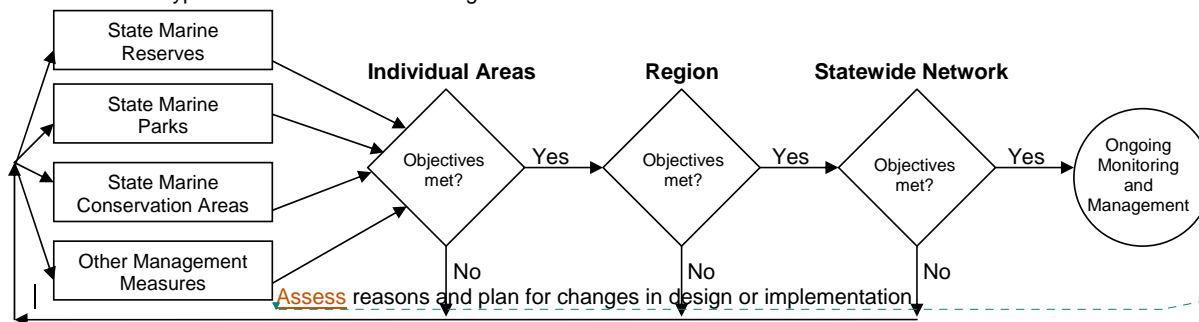 State Marine
Reserves
State Marine
Parks
State Marine
Conservation Areas
Other Management
Measures
Individual Areas
Objectives
met?
Yes
No
Region
Objectives
met?
Yes
No
Statewide Network
Objectives
met?
Yes
No
Ongoing
Monitoring
and
Management
Assess reasons and plan for changes in design or implementation